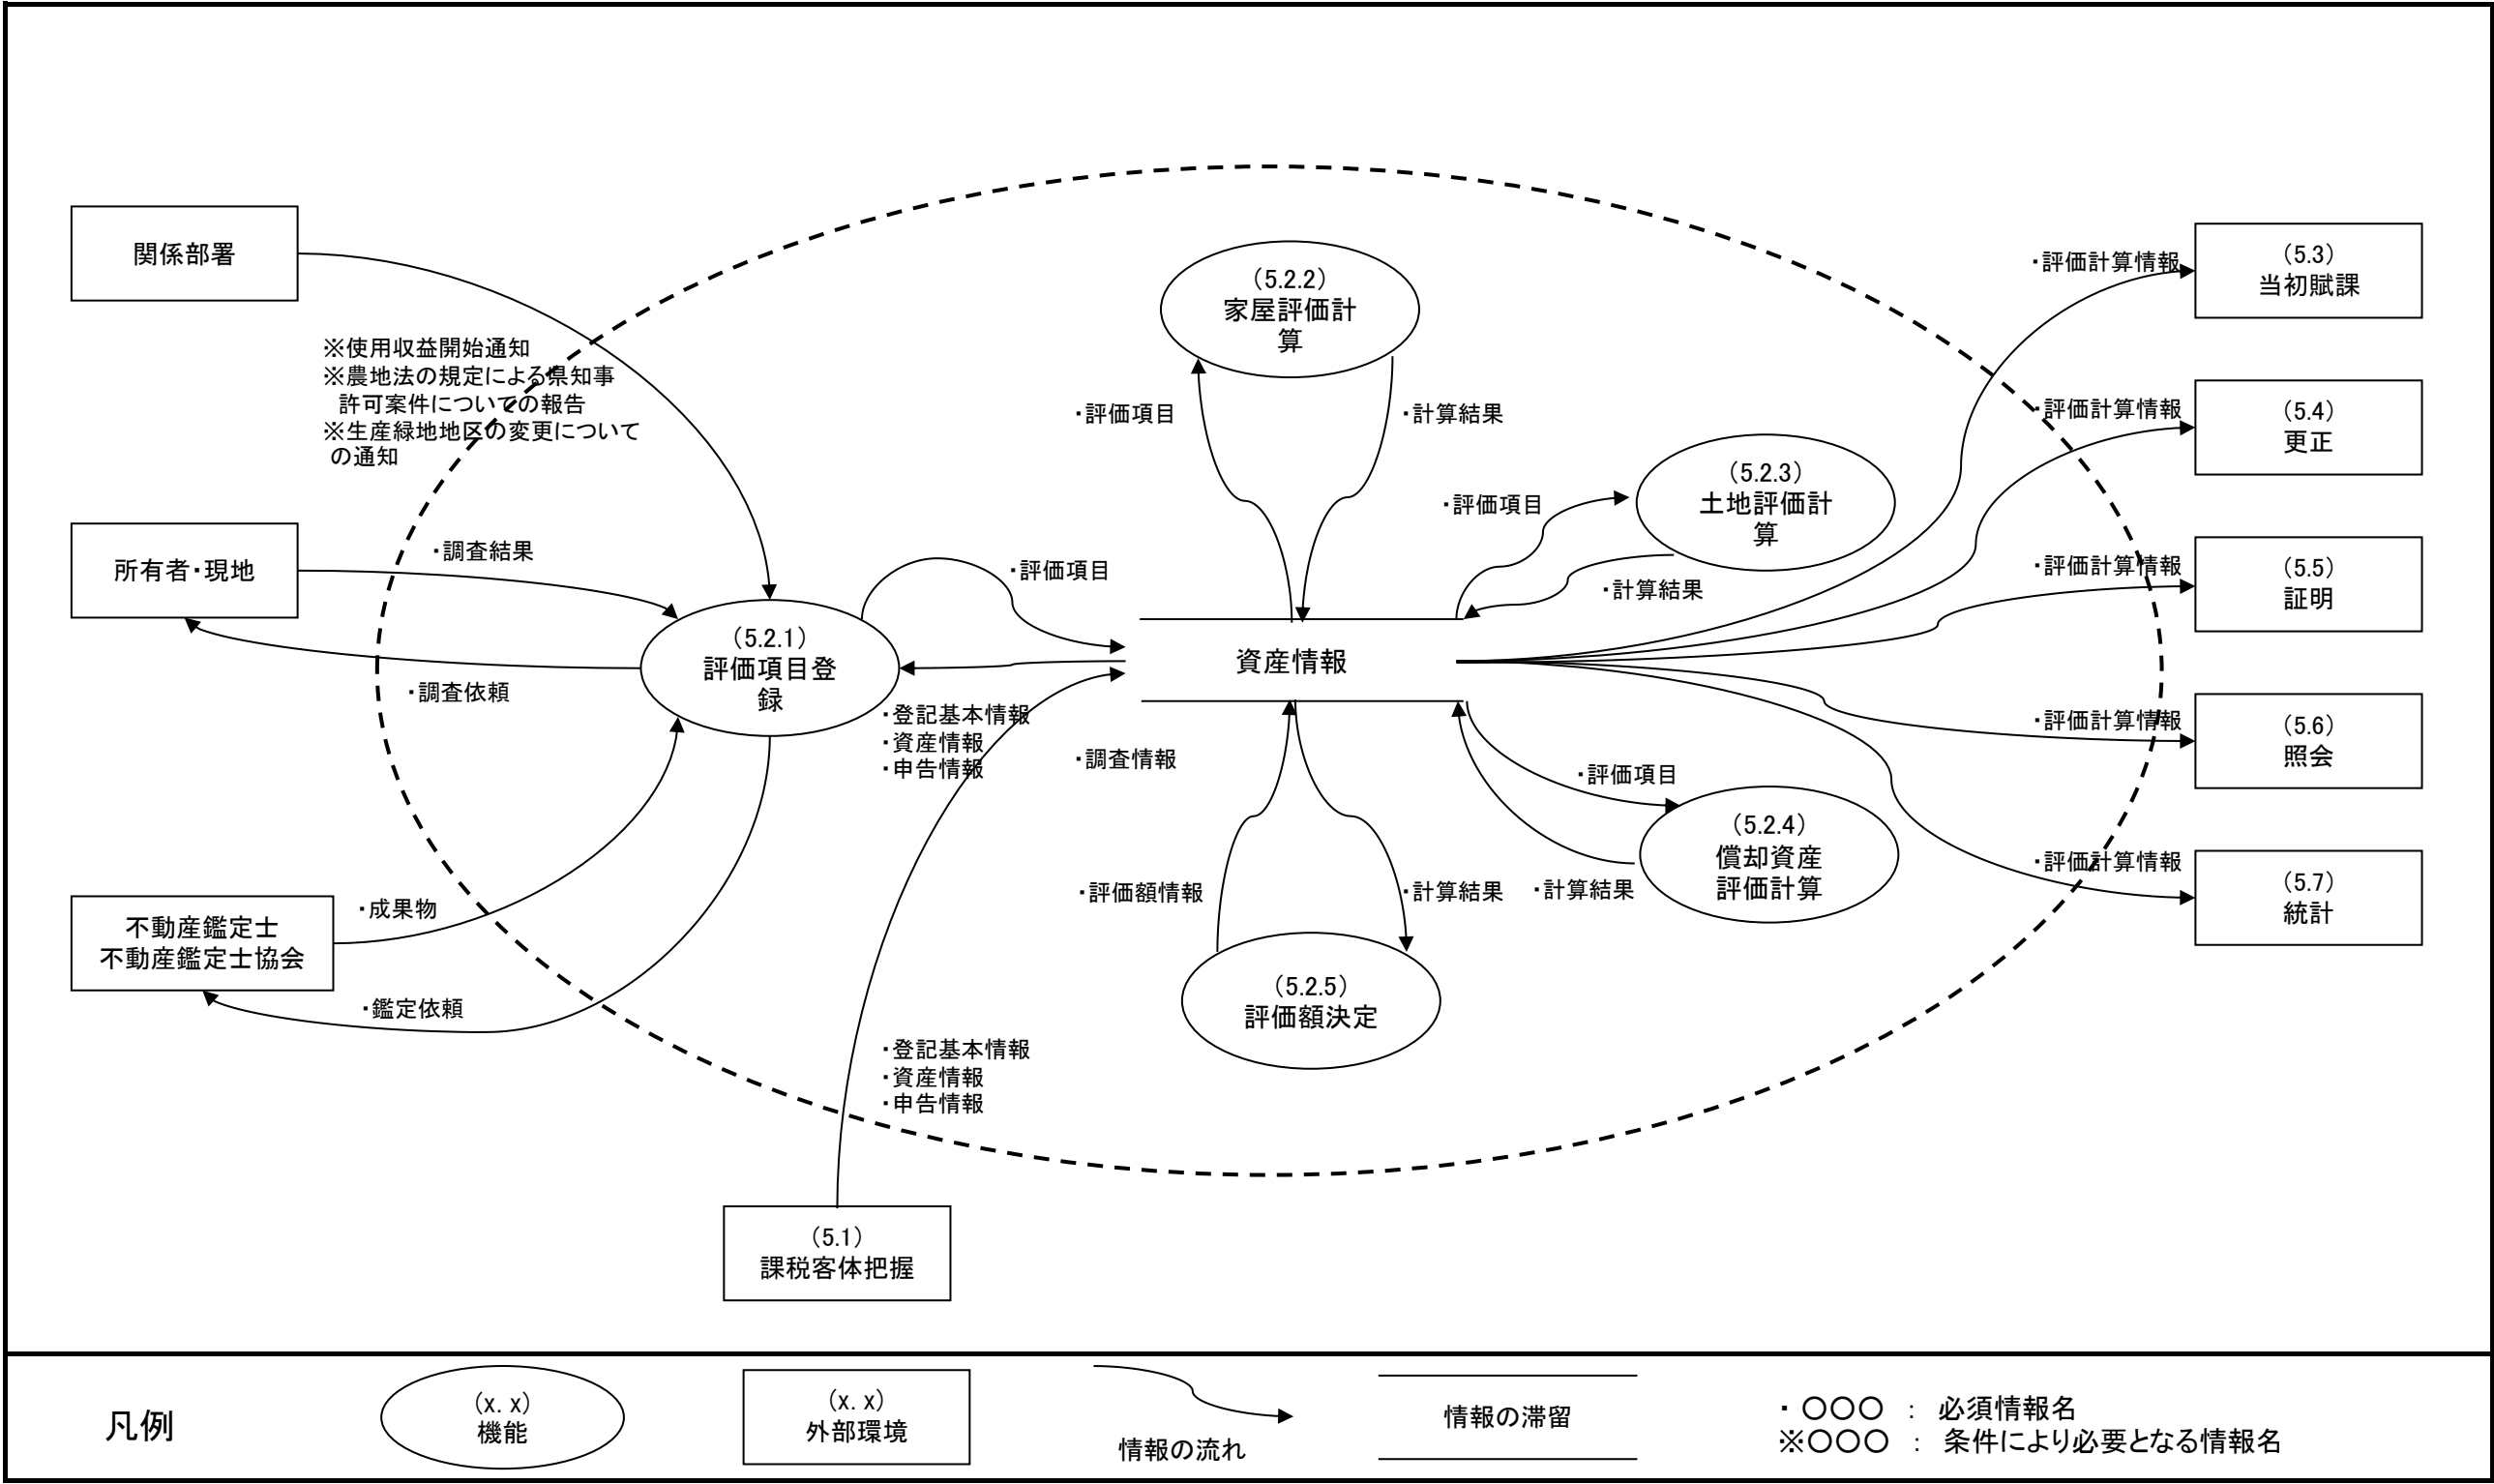 関係部署
※使用収益開始通知
※農地法の規定による県知事
許可案件についての報告
※生産緑地地区の変更について
の通知
所有者・現地
・調査結果
・調査依頼
不動産鑑定士
不動産鑑定士協会
・成果物
・鑑定依頼
（5.2.1）
評価項目登
録
・評価項目
・登記基本情報
・資産情報
・申告情報
・調査情報
・登記基本情報
・資産情報
・申告情報
（5.1）
課税客体把握
（5.2.2）
家屋評価計
算
・評価項目
・計算結果
資産情報
（5.2.3）
土地評価計
算
・評価項目
・計算結果
（5.2.4）
償却資産
評価計算
・評価項目
・計算結果
（5.2.5）
評価額決定
・評価額情報
・計算結果
・評価計算情報
（5.3）
当初賦課
・評価計算情報
（5.4）
更正
・評価計算情報
（5.5）
証明
・評価計算情報
（5.6）
照会
・評価計算情報
（5.7）
統計
凡例
（x. x）
機能
（x. x）
外部環境
情報の流れ
情報の滞留
・ 〇〇〇 ： 必須情報名
※〇〇〇 ： 条件により必要となる情報名